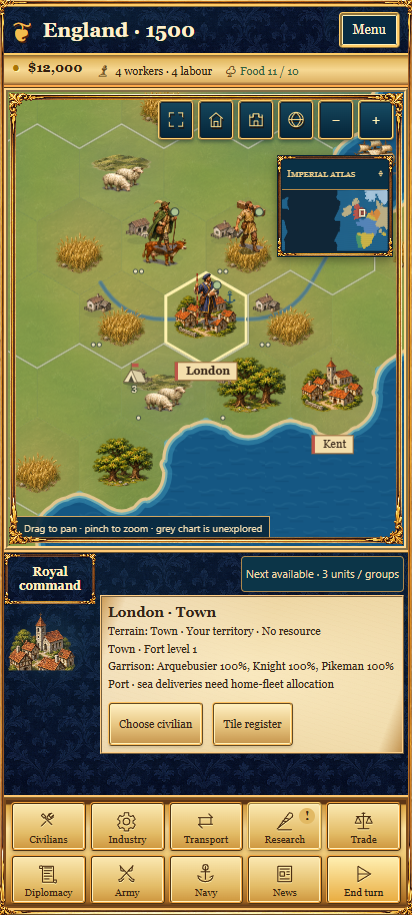 England · 1500
Menu
$12,000
4 workers · 4 labour
Food 11 / 10
IMPERIAL ATLAS
London
3
Kent
Drag to pan · pinch to zoom · grey chart is unexplored
Royal
command
Next available · 3 units / groups
London · Town
Terrain: Town · Your territory · No resource
Town · Fort level 1
Garrison: Arquebusier 100%, Knight 100%, Pikeman 100%
Port · sea deliveries need home-fleet allocation
Choose civilian
Tile register
Civilians
Industry
Transport
!
Research
Trade
Diplomacy
Army
Navy
News
End turn